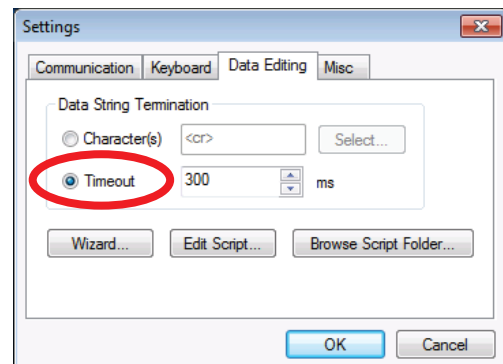 Settings
Communication Keyboard Data Editing Misc
Data String Termination
Character(s) <cr> Select...
Timeout 300 ms
Wizard... Edit Script... Browse Script Folder...
OK Cancel